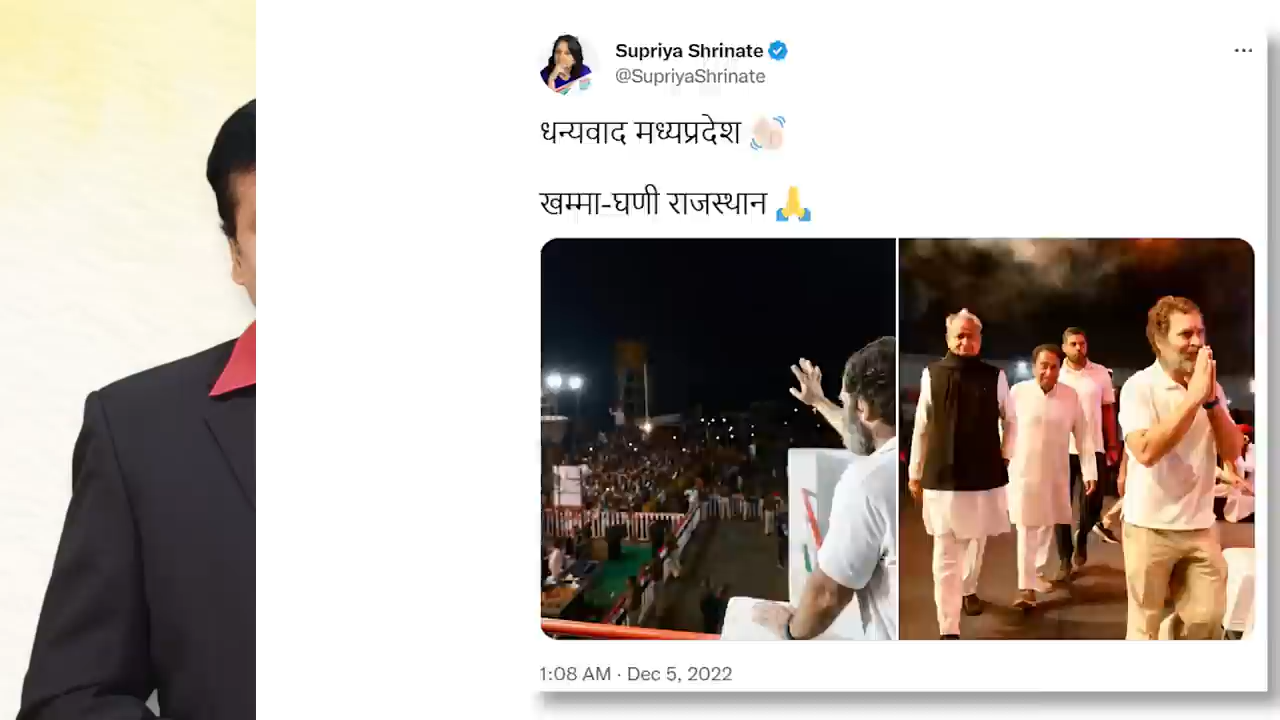 Supriya Shrinate
@SupriyaShrinate
धन्यवाद मध्यप्रदेश 👋🏻
खम्मा-घणी राजस्थान 🙏
1:08 AM · Dec 5, 2022